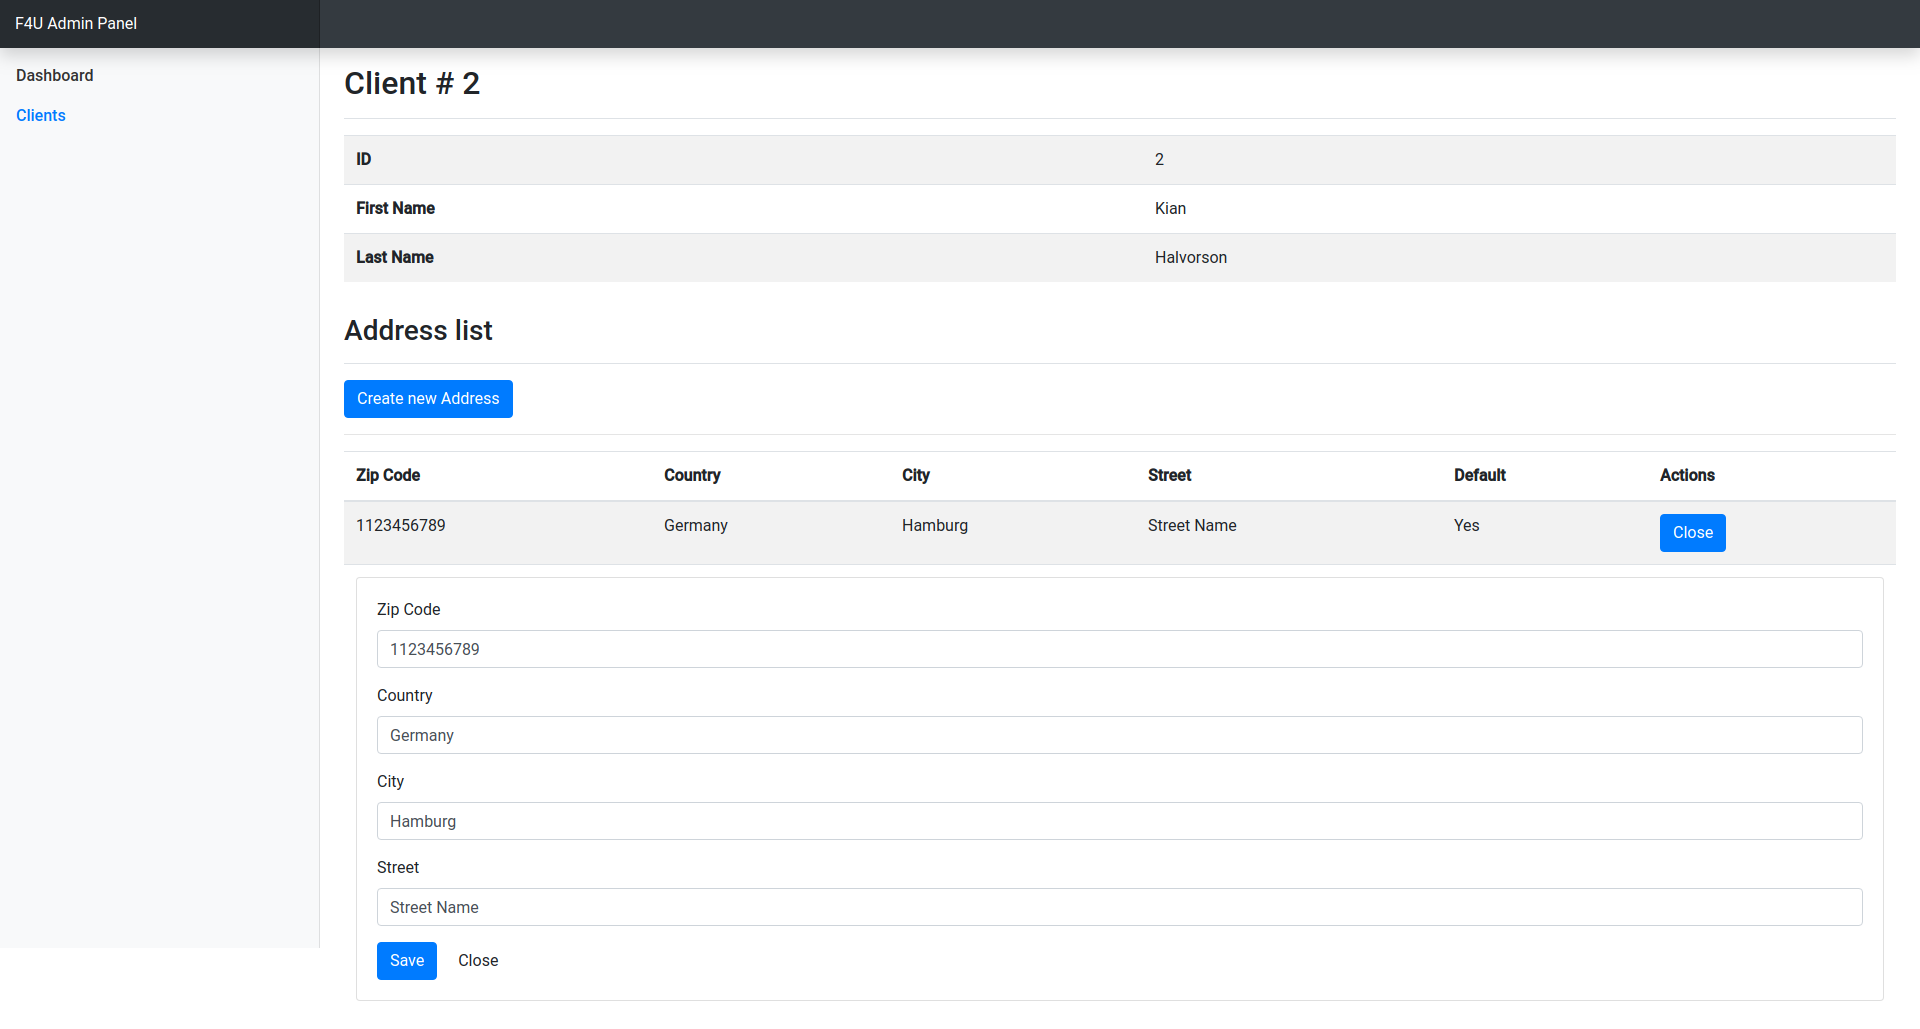 F4U Admin Panel
Dashboard
Clients
Client # 2
ID 2
First Name Kian
Last Name Halvorson
Address list
Create new Address
Zip Code Country City Street Default Actions
1123456789 Germany Hamburg Street Name Yes Close
Zip Code
1123456789
Country
Germany
City
Hamburg
Street
Street Name
Save Close